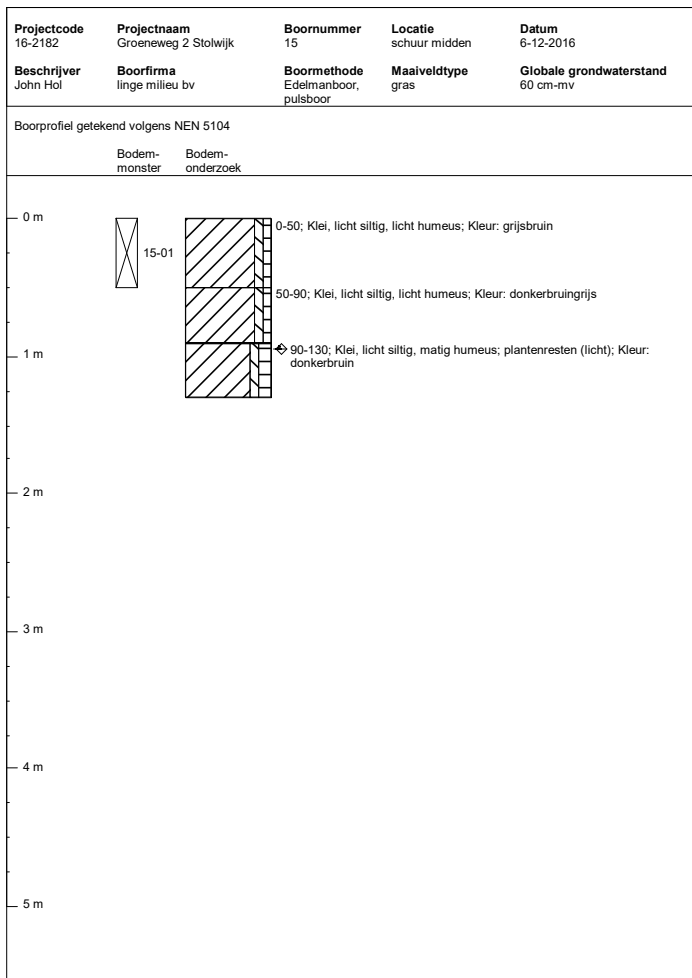 Projectcode Projectnaam Boornummer Locatie Datum
16-2182 Groeneweg 2 Stolwijk 15 schuur midden 6-12-2016
Beschrijver Boorfirma Boormethode Maaiveldtype Globale grondwaterstand
John Hol linge milieu bv Edelmanboor, gras 60 cm-mv
pulsboor
Boorprofiel getekend volgens NEN 5104
Bodem- Bodem-
monster onderzoek
0 m
0-50; Klei, licht siltig, licht humeus; Kleur: grijsbruin
15-01
50-90; Klei, licht siltig, licht humeus; Kleur: donkerbruingrijs
1 m
90-130; Klei, licht siltig, matig humeus; plantenresten (licht); Kleur:
donkerbruin
2 m
3 m
4 m
5 m